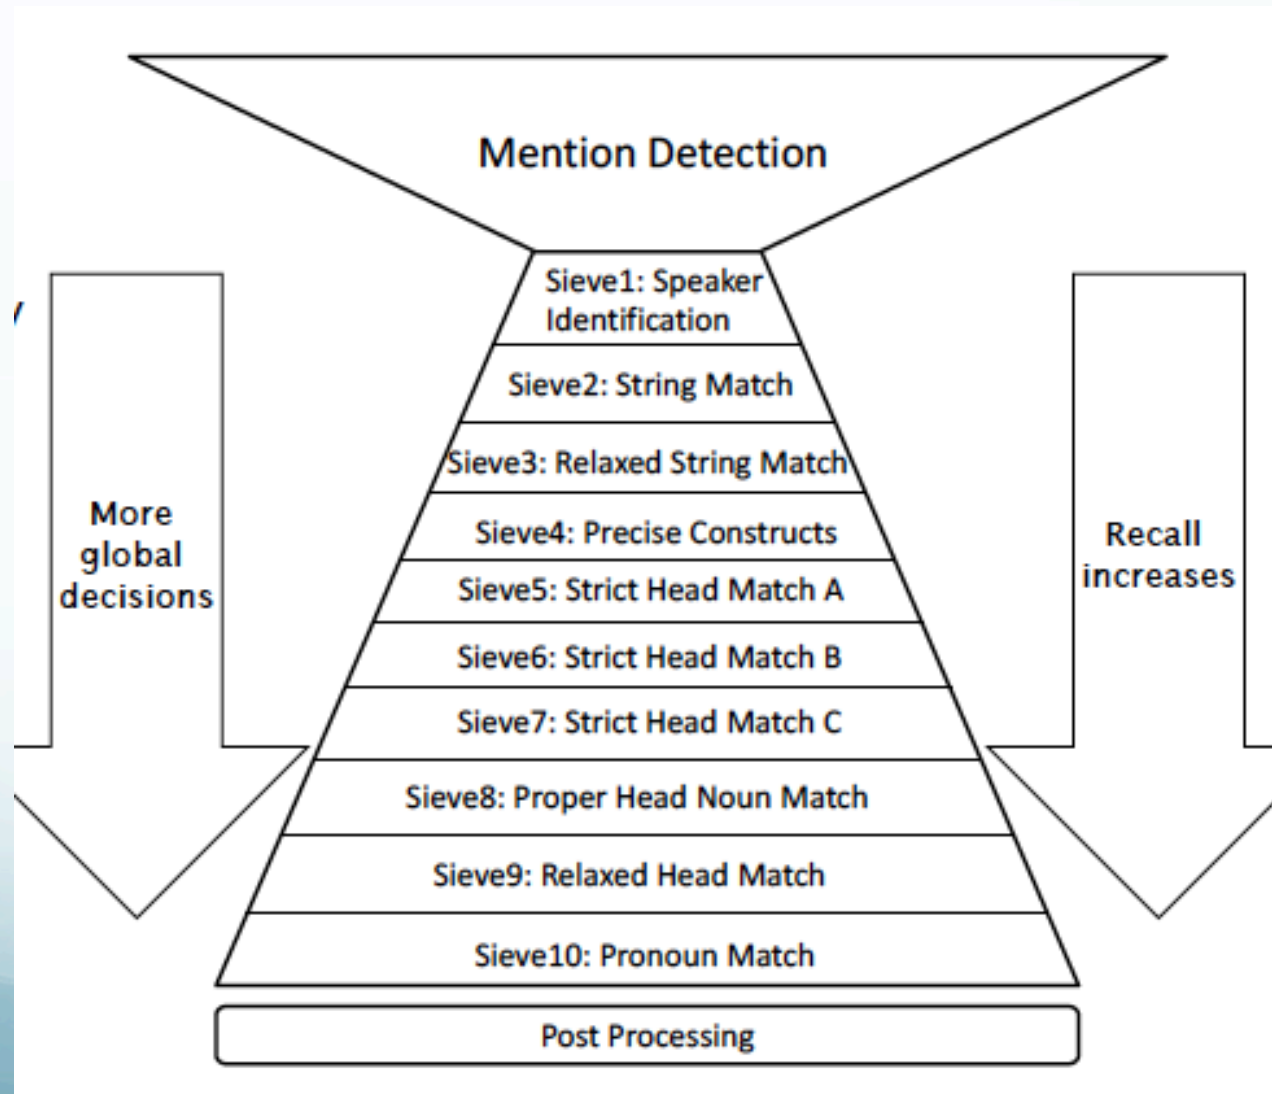 Mention Detection
Sieve1: Speaker
Identification
Sieve2: String Match
Sieve3: Relaxed String Match
Sieve4: Precise Constructs
Sieve5: Strict Head Match A
Sieve6: Strict Head Match B
Sieve7: Strict Head Match C
Sieve8: Proper Head Noun Match
Sieve9: Relaxed Head Match
Sieve10: Pronoun Match
Post Processing
More
global
decisions
Recall
increases